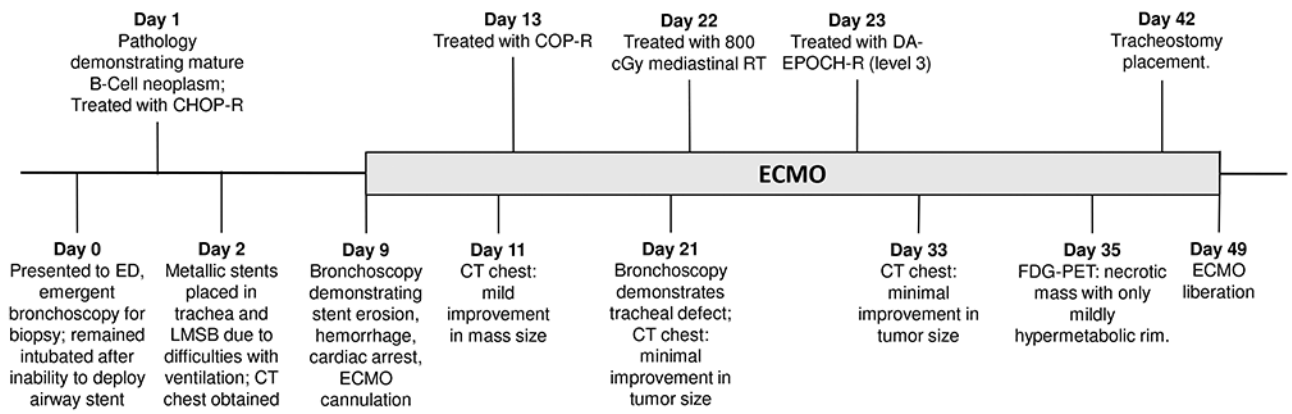 Day 1
Pathology
demonstrating mature
B-Cell neoplasm;
Treated with CHOP-R
Day 13
Treated with COP-R
Day 22
Treated with 800
cGy mediastinal RT
Day 23
Treated with DA-
EPOCH-R (level 3)
Day 42
Tracheostomy
placement.
ECMO
Day 0
Presented to ED,
emergent
bronchoscopy for
biopsy; remained
intubated after
inability to deploy
airway stent
Day 2
Metallic stents
placed in
trachea and
LMSB due to
difficulties with
ventilation; CT
chest obtained
Day 9
Bronchoscopy
demonstrating
stent erosion,
hemorrhage,
cardiac arrest,
ECMO
cannulation
Day 11
CT chest:
mild
improvement
in mass size
Day 21
Bronchoscopy
demonstrates
tracheal defect;
CT chest:
minimal
improvement in
tumor size
Day 33
CT chest:
minimal
improvement in
tumor size
Day 35
FDG-PET: necrotic
mass with only
mildly
hypermetabolic rim.
Day 49
ECMO
liberation